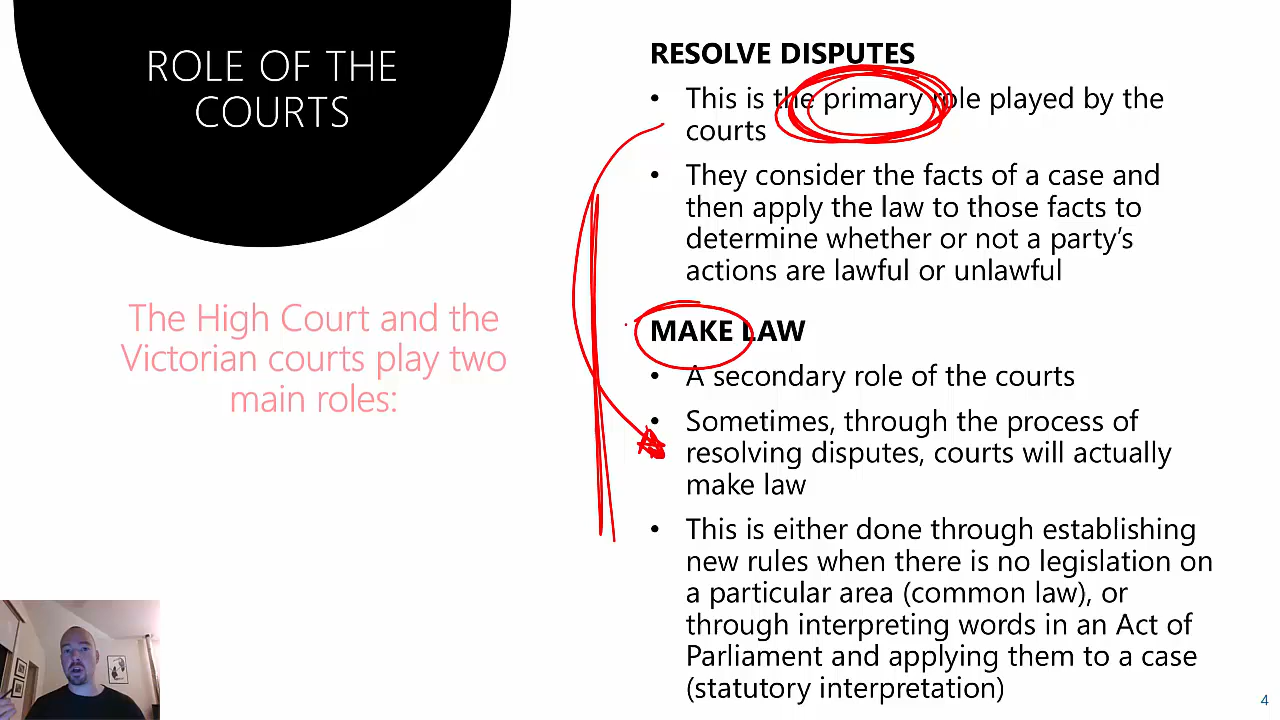 ROLE OF THE
COURTS
The High Court and the
Victorian courts play two
main roles:
RESOLVE DISPUTES
• This is the primary role played by the
courts
• They consider the facts of a case and
then apply the law to those facts to
determine whether or not a party’s
actions are lawful or unlawful
MAKE LAW
• A secondary role of the courts
• Sometimes, through the process of
resolving disputes, courts will actually
make law
• This is either done through establishing
new rules when there is no legislation on
a particular area (common law), or
through interpreting words in an Act of
Parliament and applying them to a case
(statutory interpretation)
4